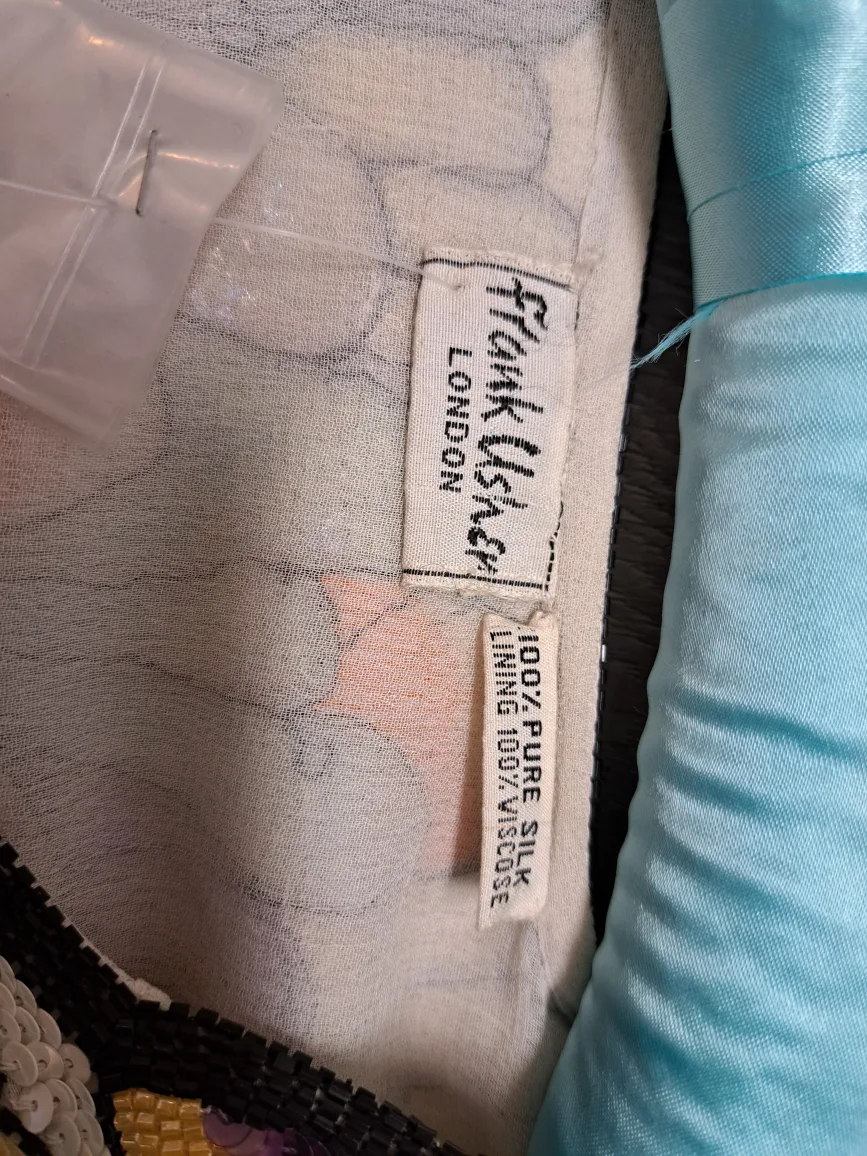 Frank Usher
LONDON
100% PURE SILK
LINING 100% VISCOSE